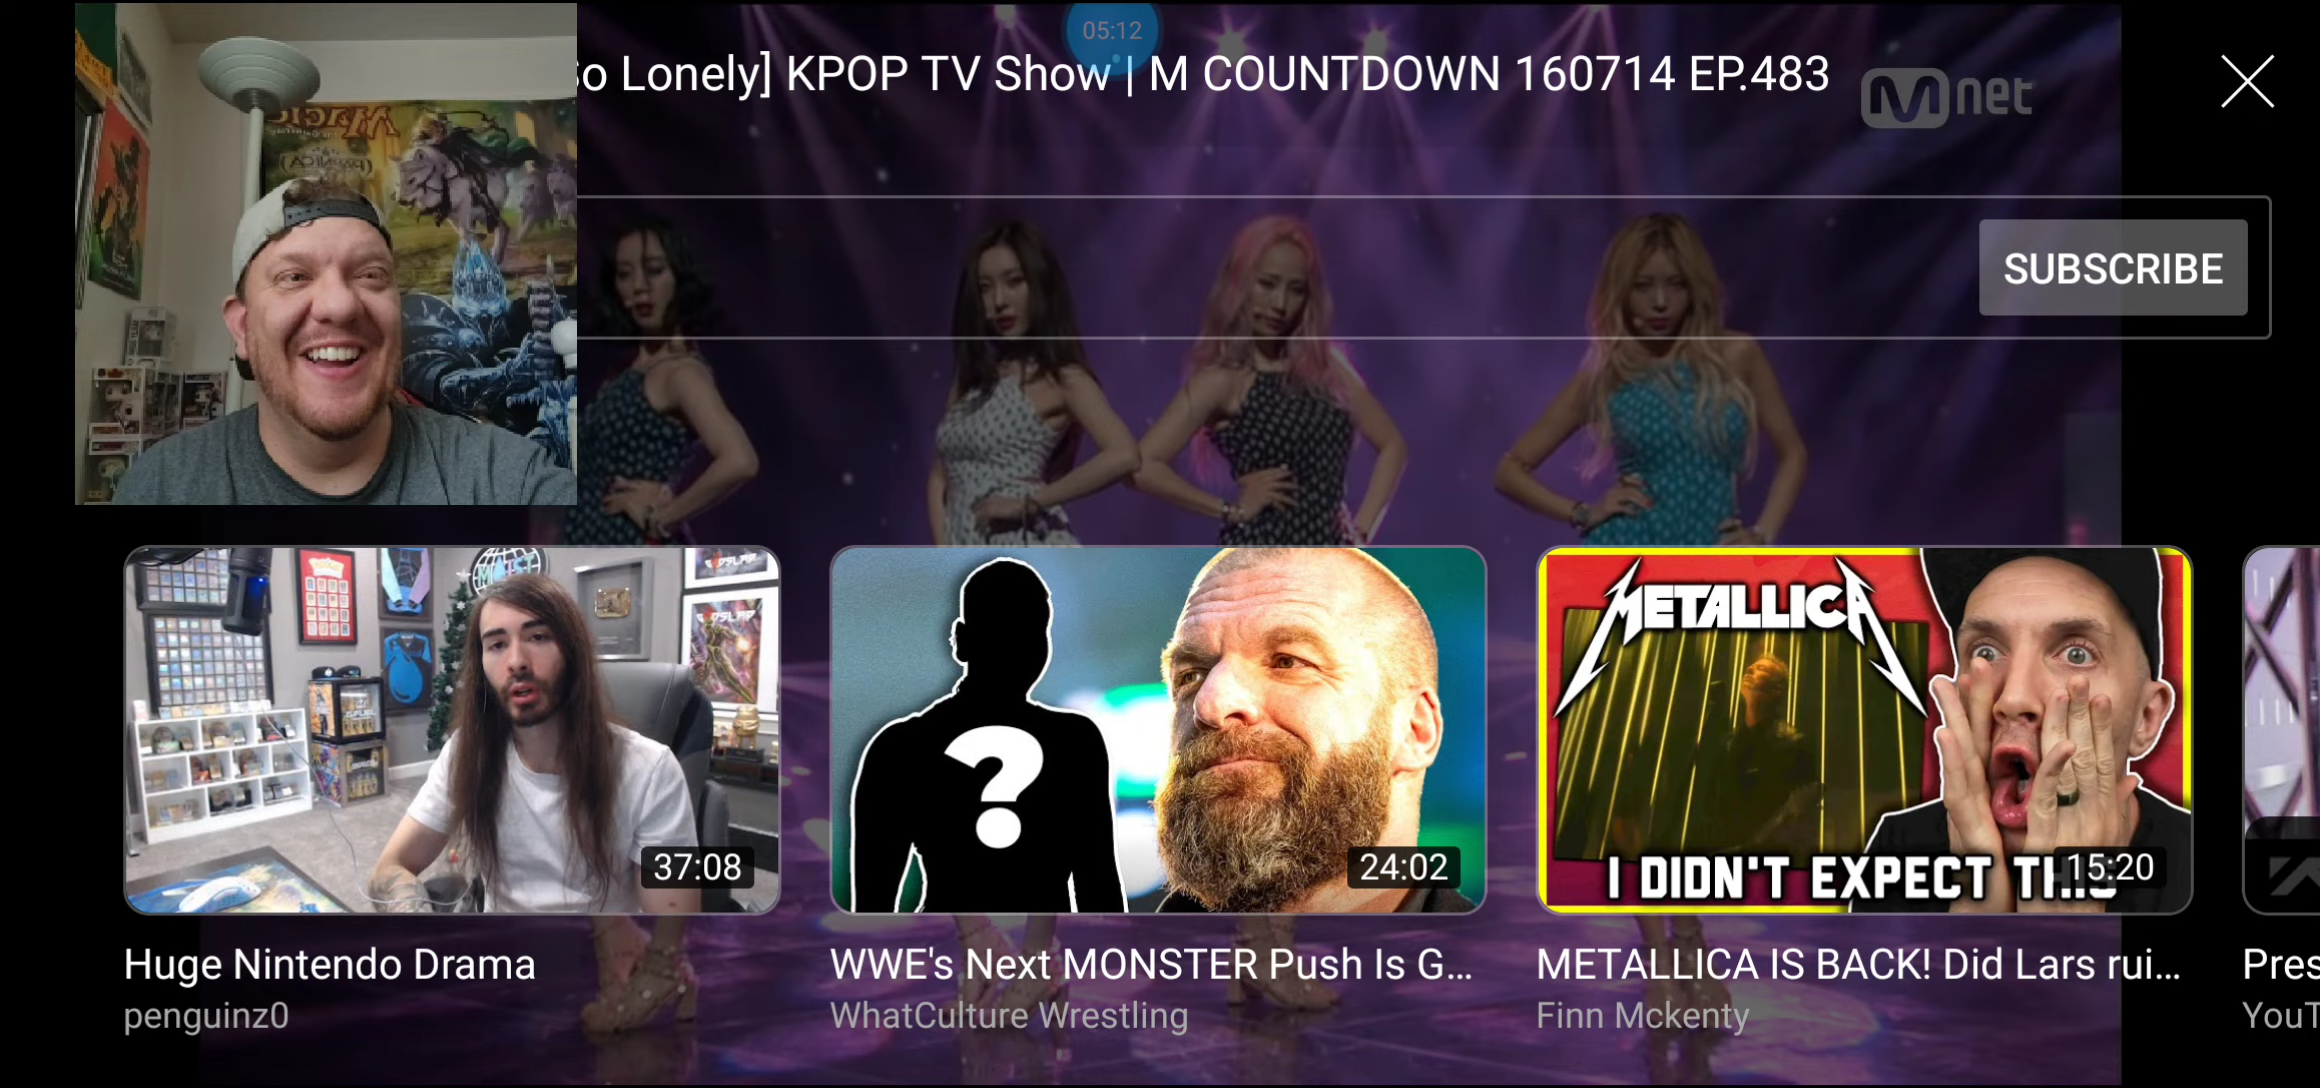 05:12
So Lonely] KPOP TV Show | M COUNTDOWN 160714 EP.483
Mnet
SUBSCRIBE
MOIST
METALLICA
I DIDN'T EXPECT
?
37:08
24:02
15:20
Huge Nintendo Drama
WWE's Next MONSTER Push Is G...
METALLICA IS BACK! Did Lars rui...
Pres
penguinz0
WhatCulture Wrestling
Finn Mckenty
YouT